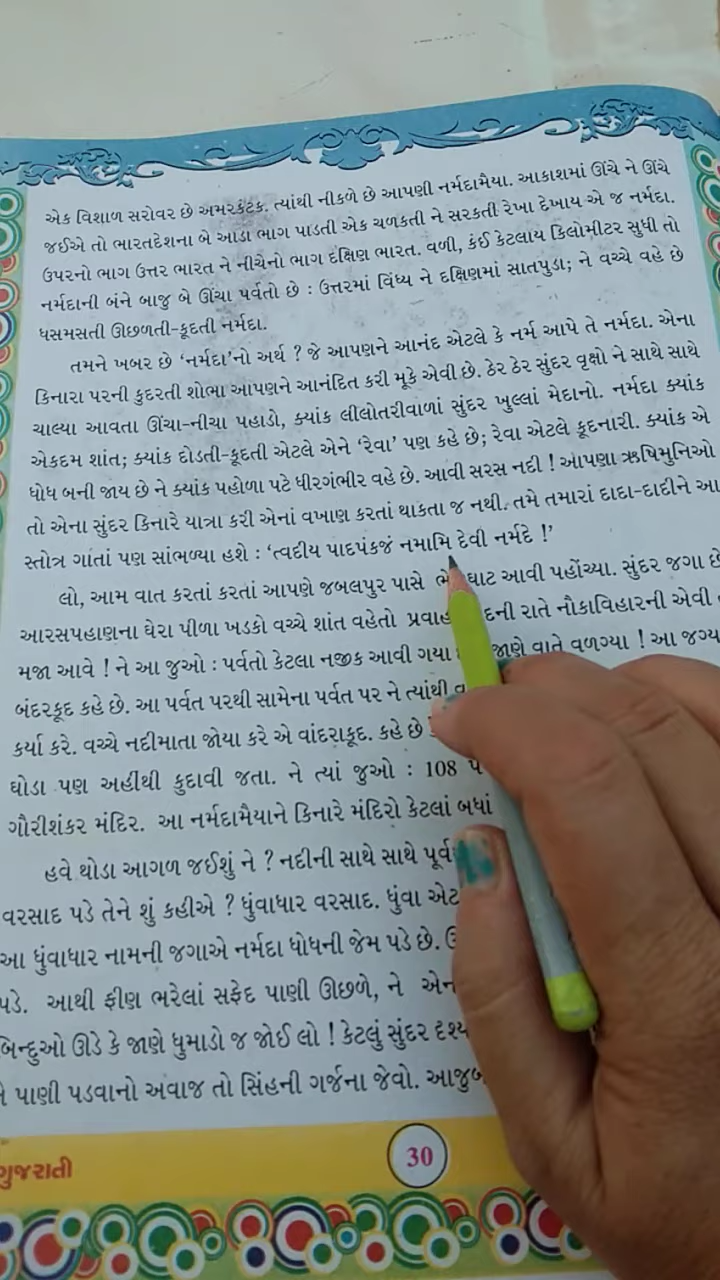 એક વિશાળ સરોવર છે અમરકંટક. ત્યાંથી નીકળે છે આપણી નર્મદામૈયા. આકાશમાં ઊંચે ને ઊંચે
જઈએ તો ભારતદેશના બે આડા ભાગ પાડતી એક ચળકતી ને સરકતી રેખા દેખાય એ જ નર્મદા.
ઉપરનો ભાગ ઉત્તર ભારત ને નીચેનો ભાગ દક્ષિણ ભારત. વળી, કંઈ કેટલાય કિલોમીટર સુધી તો
નર્મદાની બંને બાજુ બે ઊંચા પર્વતો છે : ઉત્તરમાં વિંધ્ય ને દક્ષિણમાં સાતપુડા; ને વચ્ચે વહે છે
ધસમસતી ઊછળતી-કૂદતી નર્મદા.
તમને ખબર છે ‘નર્મદા’નો અર્થ ? જે આપણને આનંદ એટલે કે નર્મ આપે તે નર્મદા. એના
કિનારા પરની કુદરતી શોભા આપણને આનંદિત કરી મૂકે એવી છે. ઠેર ઠેર સુંદર વૃક્ષો ને સાથે સાથે
ચાલ્યા આવતા ઊંચા-નીચા પહાડો, ક્યાંક લીલોતરીવાળાં સુંદર ખુલ્લાં મેદાનો. નર્મદા ક્યાંક
એકદમ શાંત; ક્યાંક દોડતી-કૂદતી એટલે એને ‘રેવા’ પણ કહે છે; રેવા એટલે કૂદનારી. ક્યાંક એ
ધોધ બની જાય છે ને ક્યાંક પહોળા પટે ધીરગંભીર વહે છે. આવી સરસ નદી ! આપણા ઋષિમુનિઓ
તો એના સુંદર કિનારે યાત્રા કરી એનાં વખાણ કરતાં થાકતા જ નથી. તમે તમારાં દાદા-દાદીને આ
સ્તોત્ર ગાતાં પણ સાંભળ્યા હશે : ‘ત્વદીય પાદપંકજં નમામિ દેવી નર્મદે !’
લો, આમ વાત કરતાં કરતાં આપણે જબલપુર પાસે ઘાટ આવી પહોંચ્યા. સુંદર જગા છે
આરસપહાણના ઘેરા પીળા ખડકો વચ્ચે શાંત વહેતો પ્રવાહ રાતે નૌકાવિહારની એવી
મજા આવે ! ને આ જુઓ : પર્વતો કેટલા નજીક આવી ગયા જાણે વાતે વળગ્યા ! આ જગ્ય
બંદરકૂદ કહે છે. આ પર્વત પરથી સામેના પર્વત પર ને ત્યાંથી
કર્યા કરે. વચ્ચે નદીમાતા જોયા કરે એ વાંદરાકૂદ. કહે છે
ઘોડા પણ અહીંથી કુદાવી જતા. ને ત્યાં જુઓ : 108
ગૌરીશંકર મંદિર. આ નર્મદામૈયાને કિનારે મંદિરો કેટલાં બધાં
હવે થોડા આગળ જઈશું ને ? નદીની સાથે સાથે
વરસાદ પડે તેને શું કહીએ ? ધુંવાધાર વરસાદ. ધુંવા
આ ધુંવાધાર નામની જગાએ નર્મદા ધોધની જેમ પડે છે.
પડે. આથી ફીણ ભરેલાં સફેદ પાણી ઊછળે, ને
બિન્દુઓ ઊડે કે જાણે ધુમાડો જ જોઈ લો ! કેટલું સુંદર દૃશ્ય
પાણી પડવાનો અવાજ તો સિંહની ગર્જના જેવો.
ગુજરાતી
30